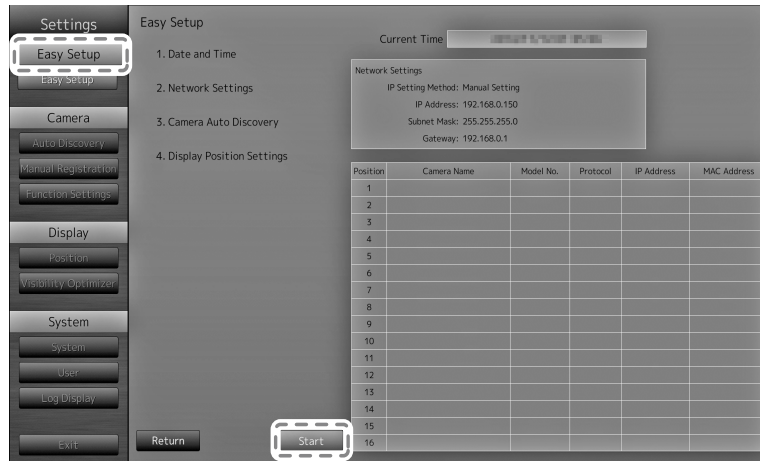 Settings
Easy Setup
Easy Setup
Camera
Auto Discovery
Manual Registration
Function Settings
Display
Position
Visibility Optimizer
System
System
User
Log Display
Exit
Easy Setup
1. Date and Time
2. Network Settings
3. Camera Auto Discovery
4. Display Position Settings
Return
Start
Current Time
Network Settings
IP Setting Method: Manual Setting
IP Address: 192.168.0.150
Subnet Mask: 255.255.255.0
Gateway: 192.168.0.1
Position Camera Name Model No. Protocol IP Address MAC Address
1
2
3
4
5
6
7
8
9
10
11
12
13
14
15
16